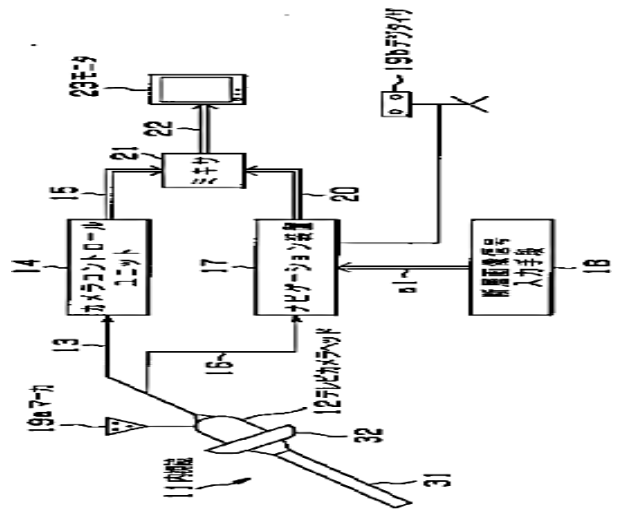 23モニタ
22
21
ミキサ
15
20
14
カメラコントロール
ユニット
17
ナビゲーション装置
19bデジタイザ
断層画像信号
入力手段
18
a1
13
16
19aマーカ
12テレビカメラヘッド
32
11内視鏡
31